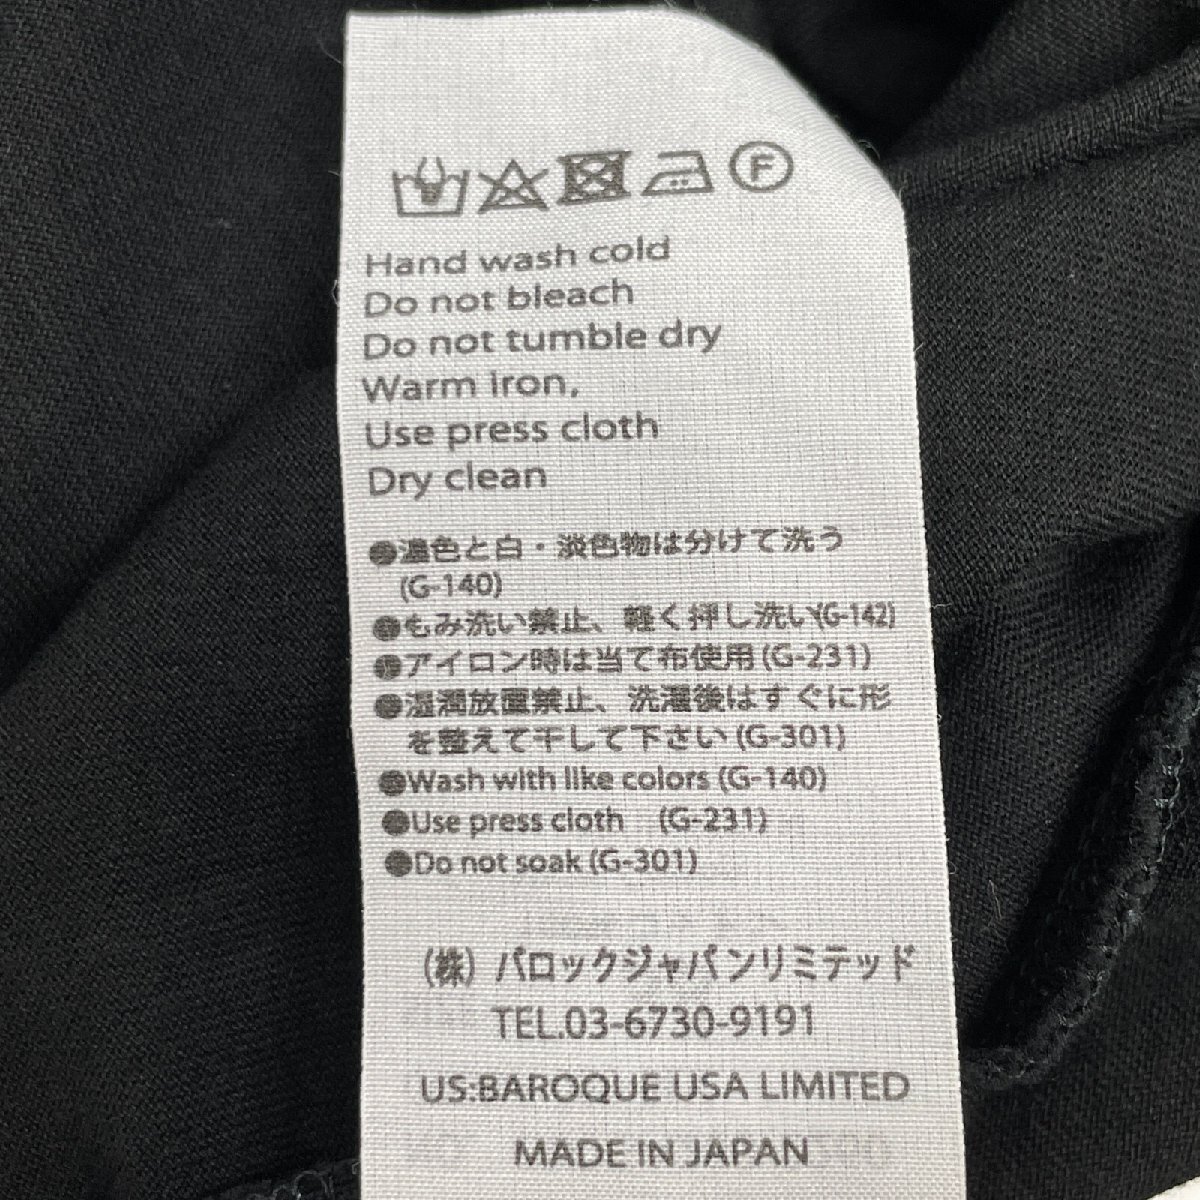 F
Hand wash cold
Do not bleach
Do not tumble dry
Warm iron,
Use press cloth
Dry clean
●濃色と白・淡色物は分けて洗う
(G-140)
●もみ洗い禁止、軽く押し洗い(G-142)
●アイロン時は当て布使用(G-231)
●湿潤放置禁止、洗濯後はすぐに形
を整えて干して下さい(G-301)
●Wash with like colors (G-140)
●Use press cloth (G-231)
●Do not soak (G-301)
(株) バロックジャパンリミテッド
TEL.03-6730-9191
US:BAROQUE USA LIMITED
MADE IN JAPAN